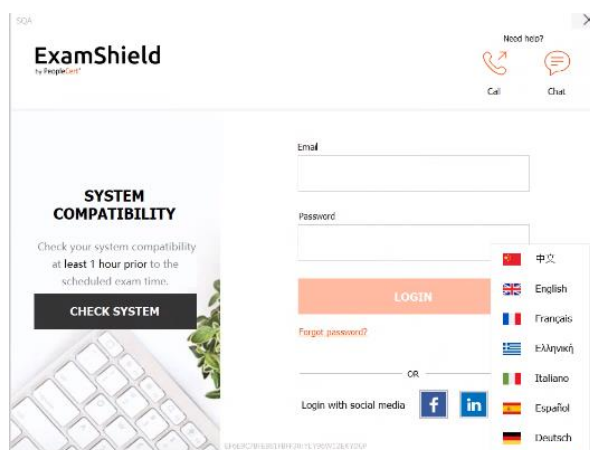 SQA
ExamShield
by PeopleCert
Need help?
Call
Chat
SYSTEM
COMPATIBILITY
Check your system compatibility
at least 1 hour prior to the
scheduled exam time.
CHECK SYSTEM
Email
Password
LOGIN
Forgot password?
OR
Login with social media
中文
English
Français
Ελληνική
Italiano
Español
Deutsch